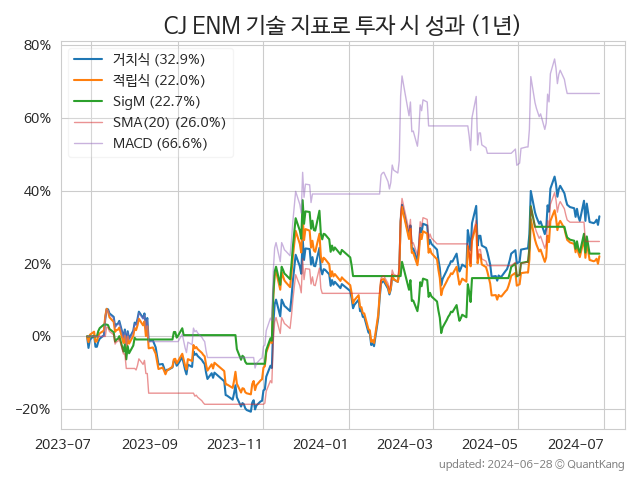 CJ ENM 기술 지표로 투자 시 성과 (1년)
거치식 (32.9%)
적립식 (22.0%)
SigM (22.7%)
SMA(20) (26.0%)
MACD (66.6%)
80%
60%
40%
20%
0%
−20%
2023-07 2023-09 2023-11 2024-01 2024-03 2024-05 2024-07
updated: 2024-06-28 © QuantKang